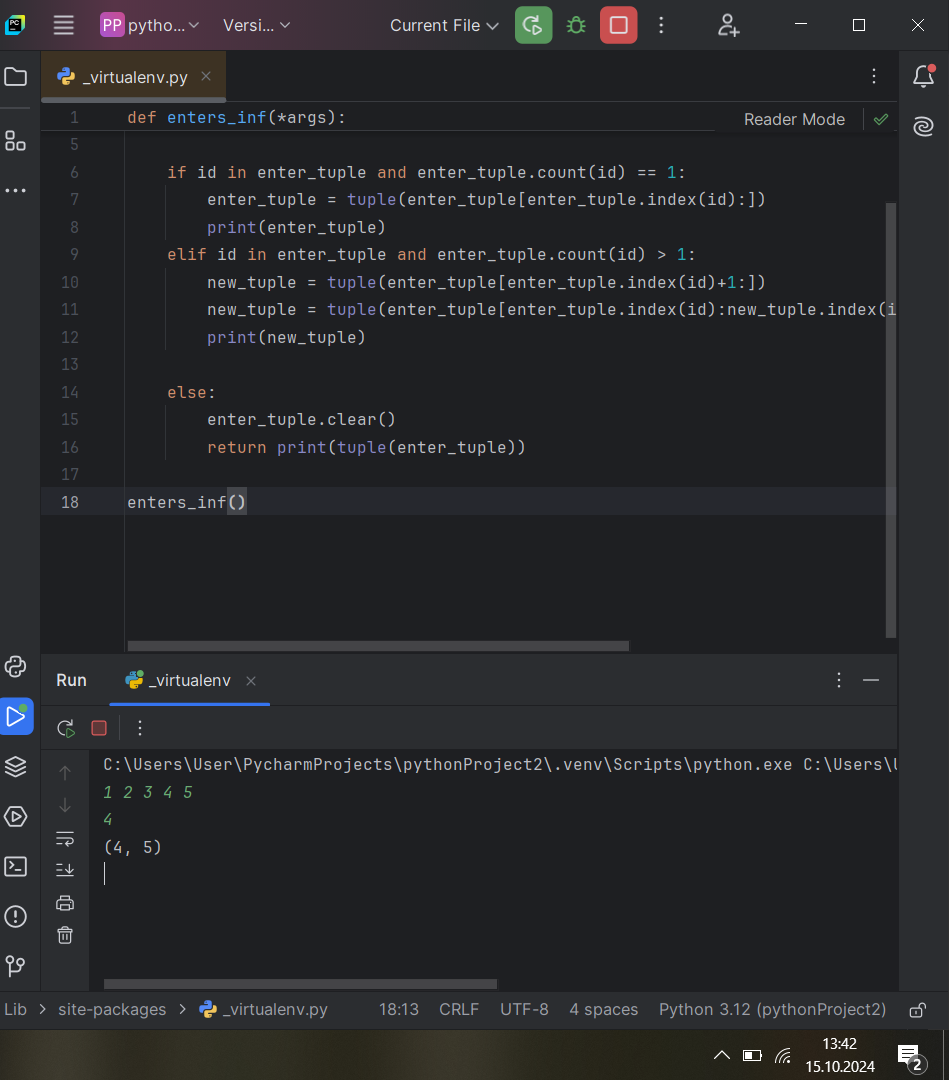 PC
PP pytho... Versi... Current File
_virtualenv.py
1 def enters_inf(*args):
Reader Mode
5
6 if id in enter_tuple and enter_tuple.count(id) == 1:
7 enter_tuple = tuple(enter_tuple[enter_tuple.index(id):])
8 print(enter_tuple)
9 elif id in enter_tuple and enter_tuple.count(id) > 1:
10 new_tuple = tuple(enter_tuple[enter_tuple.index(id)+1:])
11 new_tuple = tuple(enter_tuple[enter_tuple.index(id):new_tuple.index(i
12 print(new_tuple)
13
14 else:
15 enter_tuple.clear()
16 return print(tuple(enter_tuple))
17
18 enters_inf()
Run _virtualenv
C:\Users\User\PycharmProjects\pythonProject2\.venv\Scripts\python.exe C:\Users\U
1 2 3 4 5
4
(4, 5)
Lib > site-packages > _virtualenv.py 18:13 CRLF UTF-8 4 spaces Python 3.12 (pythonProject2)
13:42
15.10.2024
2